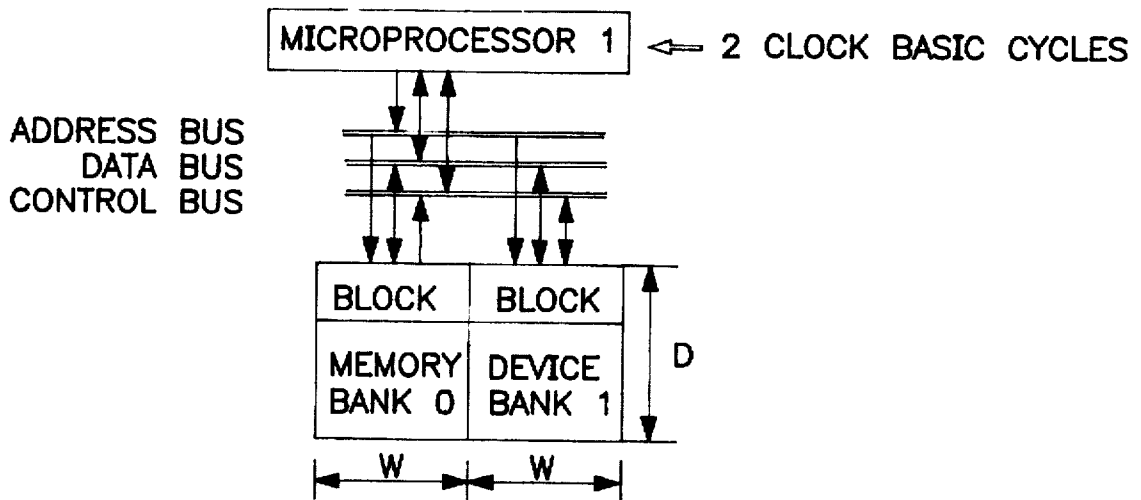 MICROPROCESSOR 1
2 CLOCK BASIC CYCLES
ADDRESS BUS
DATA BUS
CONTROL BUS
BLOCK
BLOCK
MEMORY
BANK 0
DEVICE
BANK 1
D
W
W